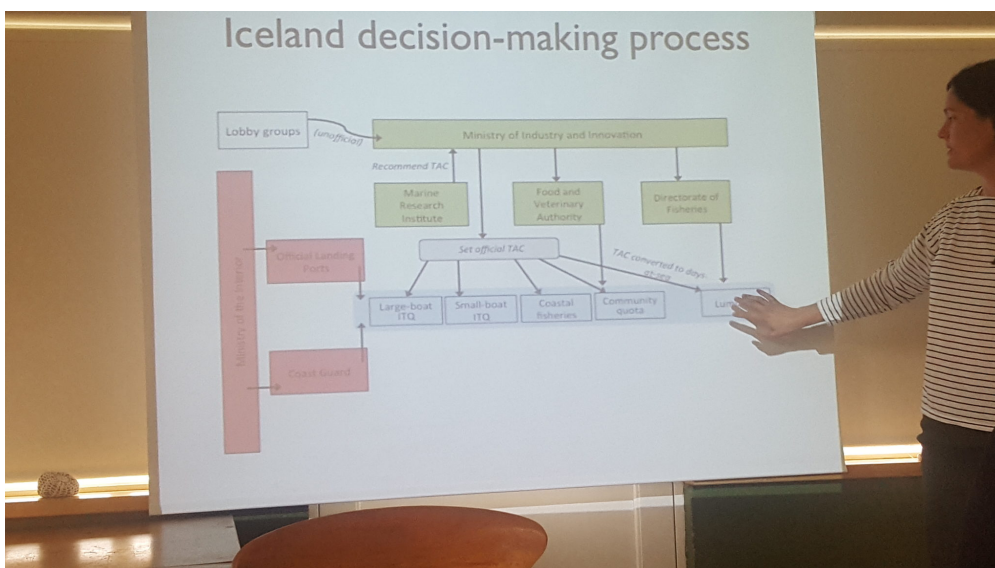 Iceland decision-making process
Lobby groups
(unofficial)
Ministry of Industry and Innovation
Recommend TAC
Marine
Research
Institute
Food and
Veterinary
Authority
Directorate of
Fisheries
Set official TAC
TAC converted to days-
at-sea
Official Landing
Ports
Ministry of the Interior
Large-boat
ITQ
Small-boat
ITQ
Coastal
fisheries
Community
quota
Coast Guard